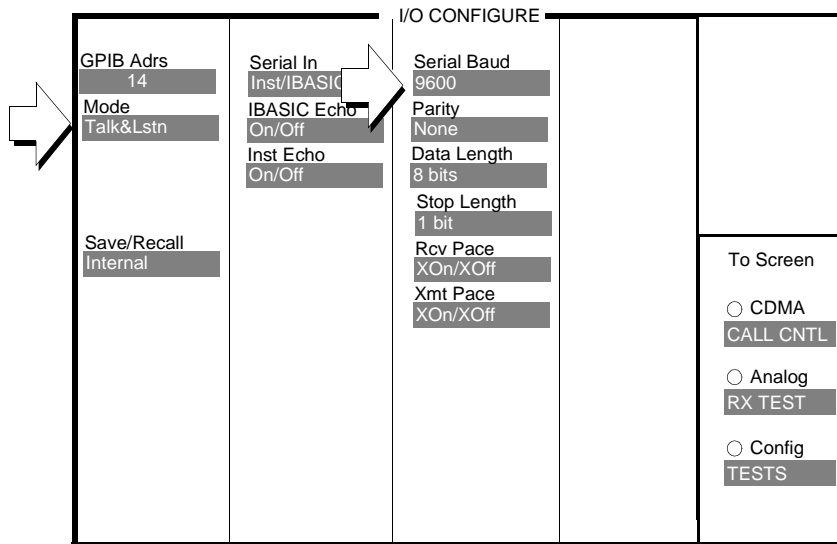 I/O CONFIGURE
GPIB Adrs
14
Mode
Talk&Lstn
Save/Recall
Internal
Serial In
Inst/IBASIC
IBASIC Echo
On/Off
Inst Echo
On/Off
Serial Baud
9600
Parity
None
Data Length
8 bits
Stop Length
1 bit
Rcv Pace
XOn/XOff
Xmt Pace
XOn/XOff
To Screen
CDMA
CALL CNTL
Analog
RX TEST
Config
TESTS